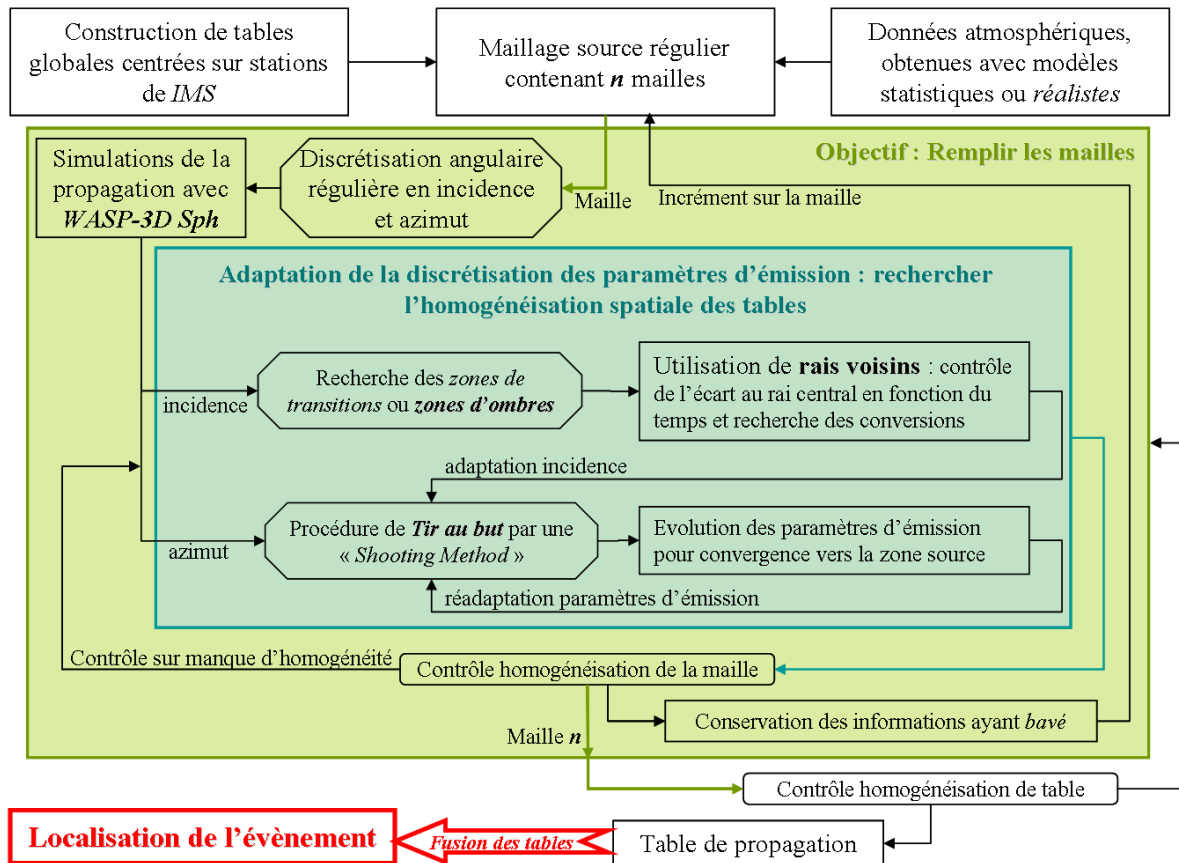 Construction de tables
globales centrées sur stations
de IMS
Maillage source régulier
contenant n mailles
Données atmosphériques,
obtenues avec modèles
statistiques ou réalistes
Objectif : Remplir les mailles
Simulations de la
propagation avec
WASP-3D Sph
Discrétisation angulaire
régulière en incidence
et azimut
Maille
Incrément sur la maille
Adaptation de la discrétisation des paramètres d’émission : rechercher
l’homogénéisation spatiale des tables
incidence
Recherche des zones de
transitions ou zones d’ombres
Utilisation de rais voisins : contrôle
de l’écart au rai central en fonction du
temps et recherche des conversions
adaptation incidence
azimut
Procédure de Tir au but par une
« Shooting Method »
Evolution des paramètres d’émission
pour convergence vers la zone source
réadaptation paramètres d’émission
Contrôle sur manque d’homogénéité
Contrôle homogénéisation de la maille
Conservation des informations ayant bavé
Maille n
Contrôle homogénéisation de table
Localisation de l’évènement
Fusion des tables
Table de propagation